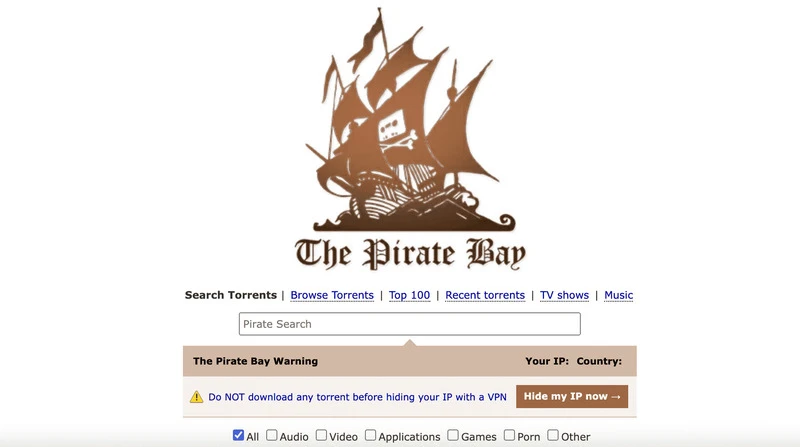 The Pirate Bay
Search Torrents | Browse Torrents | Top 100 | Recent torrents | TV shows | Music
Pirate Search
The Pirate Bay Warning Your IP: Country:
Do NOT download any torrent before hiding your IP with a VPN Hide my IP now →
All Audio Video Applications Games Porn Other